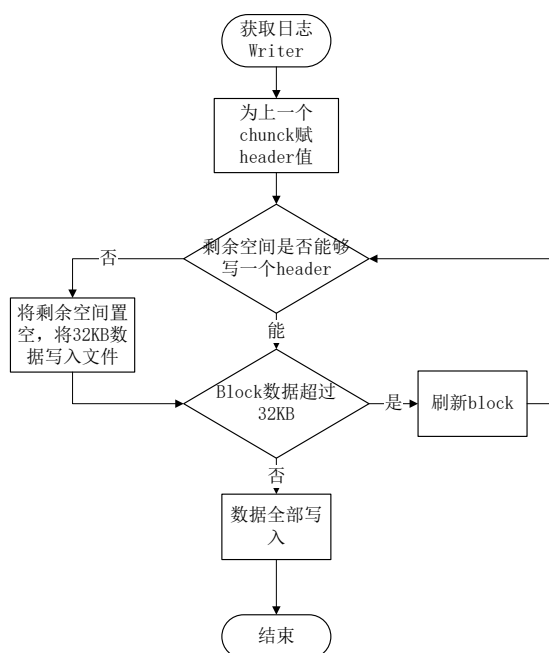 获取日志
Writer
为上一个
chunck赋
header值
剩余空间是否能够
写一个header
否
将剩余空间置
空，将32KB数
据写入文件
能
Block数据超过
32KB
是
刷新block
否
数据全部写
入
结束